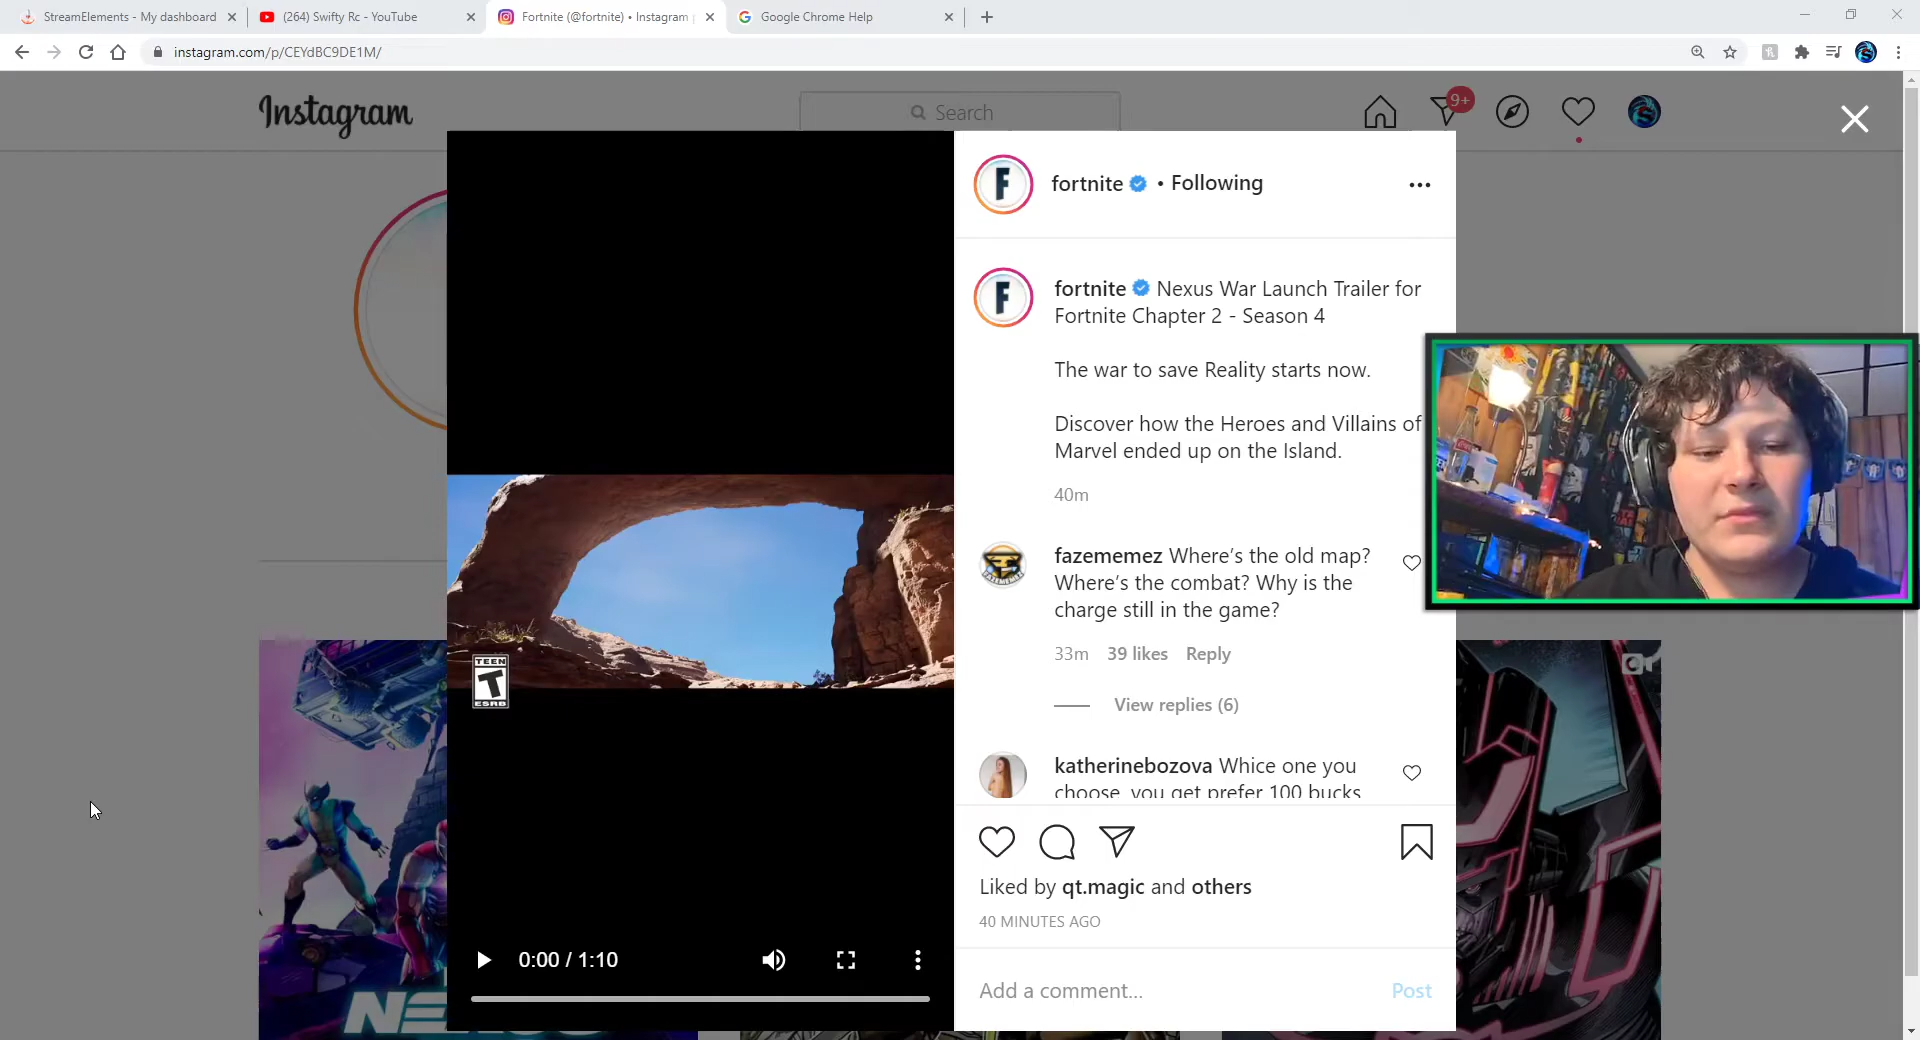 StreamElements - My dashboard
(264) Swifty Rc - YouTube
Fortnite (@fortnite) • Instagram
Google Chrome Help
instagram.com/p/CEYdBC9DE1M/
Instagram
Search
9+
fortnite • Following
fortnite Nexus War Launch Trailer for
Fortnite Chapter 2 - Season 4
The war to save Reality starts now.
Discover how the Heroes and Villains of
Marvel ended up on the Island.
40m
fazememez Where's the old map?
Where's the combat? Why is the
charge still in the game?
33m 39 likes Reply
View replies (6)
katherinebozova Whice one you
choose, you get prefer 100 bucks
TEEN
T
ESRB
Liked by qt.magic and others
40 MINUTES AGO
0:00 / 1:10
Add a comment...
Post